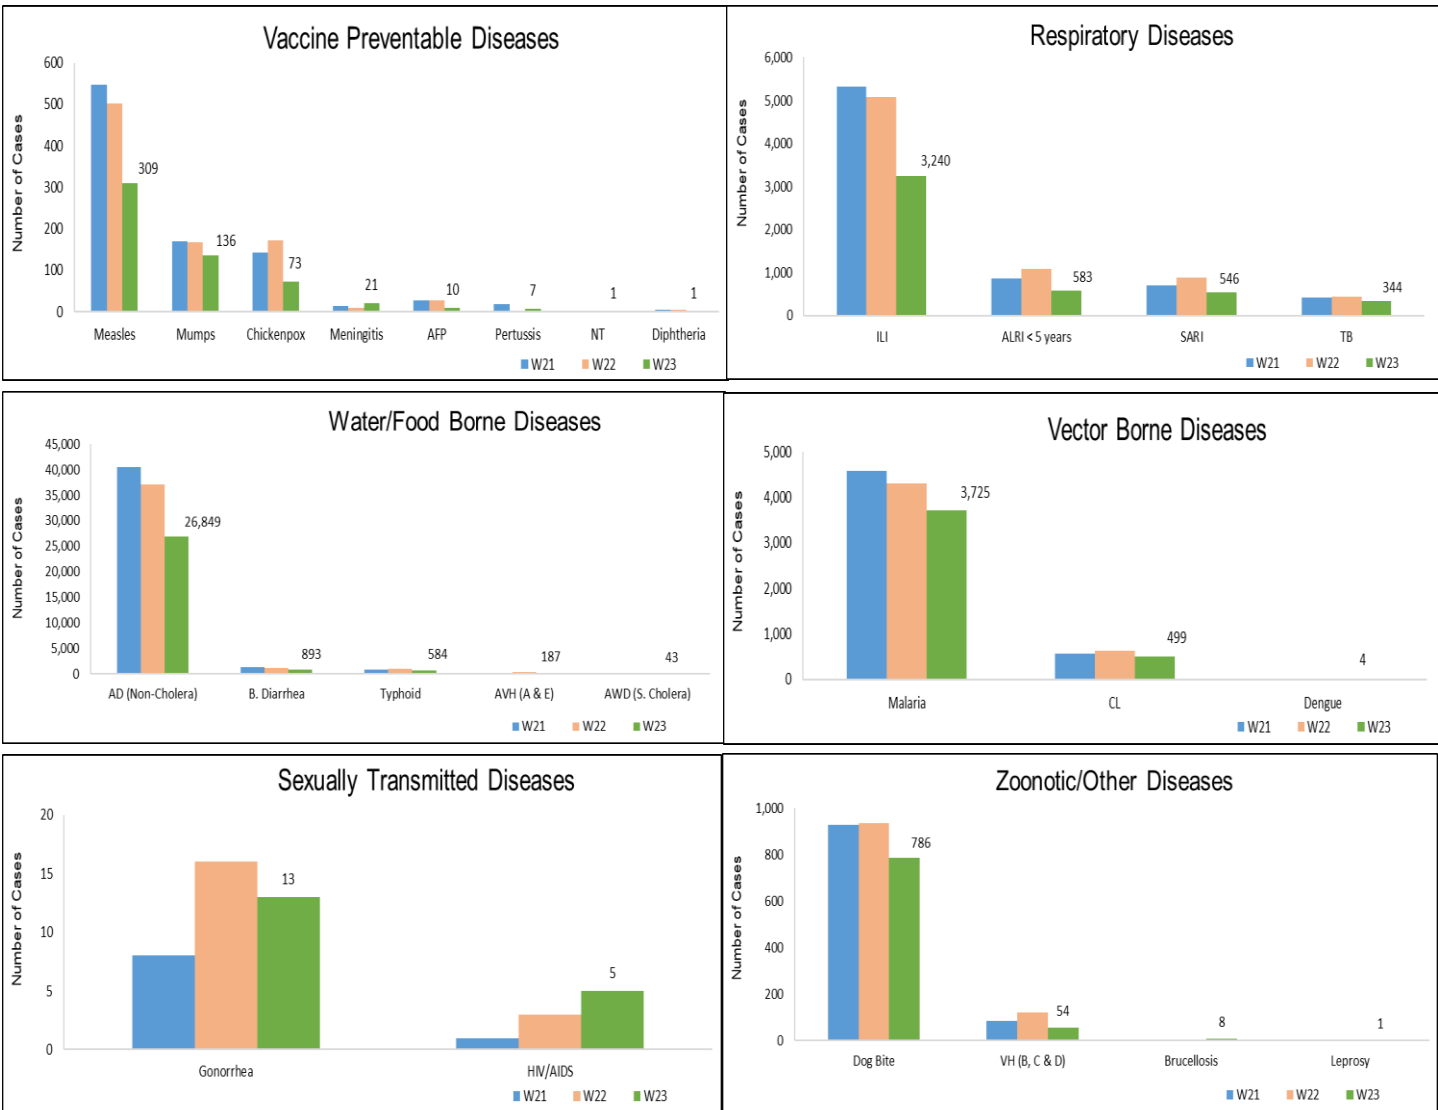 Vaccine Preventable Diseases
Number of Cases
600
500
400
300
200
100
0
309
136
73
21
10
7
1
1
Measles Mumps Chickenpox Meningitis AFP Pertussis NT Diphtheria
W21 W22 W23
Respiratory Diseases
Number of Cases
6,000
5,000
4,000
3,000
2,000
1,000
0
3,240
583
546
344
ILI ALRI < 5 years SARI TB
W21 W22 W23
Water/Food Borne Diseases
Number of Cases
45,000
40,000
35,000
30,000
25,000
20,000
15,000
10,000
5,000
0
26,849
893
584
187
43
AD (Non-Cholera) B. Diarrhea Typhoid AVH (A & E) AWD (S. Cholera)
W21 W22 W23
Vector Borne Diseases
Number of Cases
5,000
4,000
3,000
2,000
1,000
0
3,725
499
4
Malaria CL Dengue
W21 W22 W23
Sexually Transmitted Diseases
Number of Cases
20
15
10
5
0
13
5
Gonorrhea HIV/AIDS
W21 W22 W23
Zoonotic/Other Diseases
Number of Cases
1,000
800
600
400
200
0
786
54
8
1
Dog Bite VH (B, C & D) Brucellosis Leprosy
W21 W22 W23